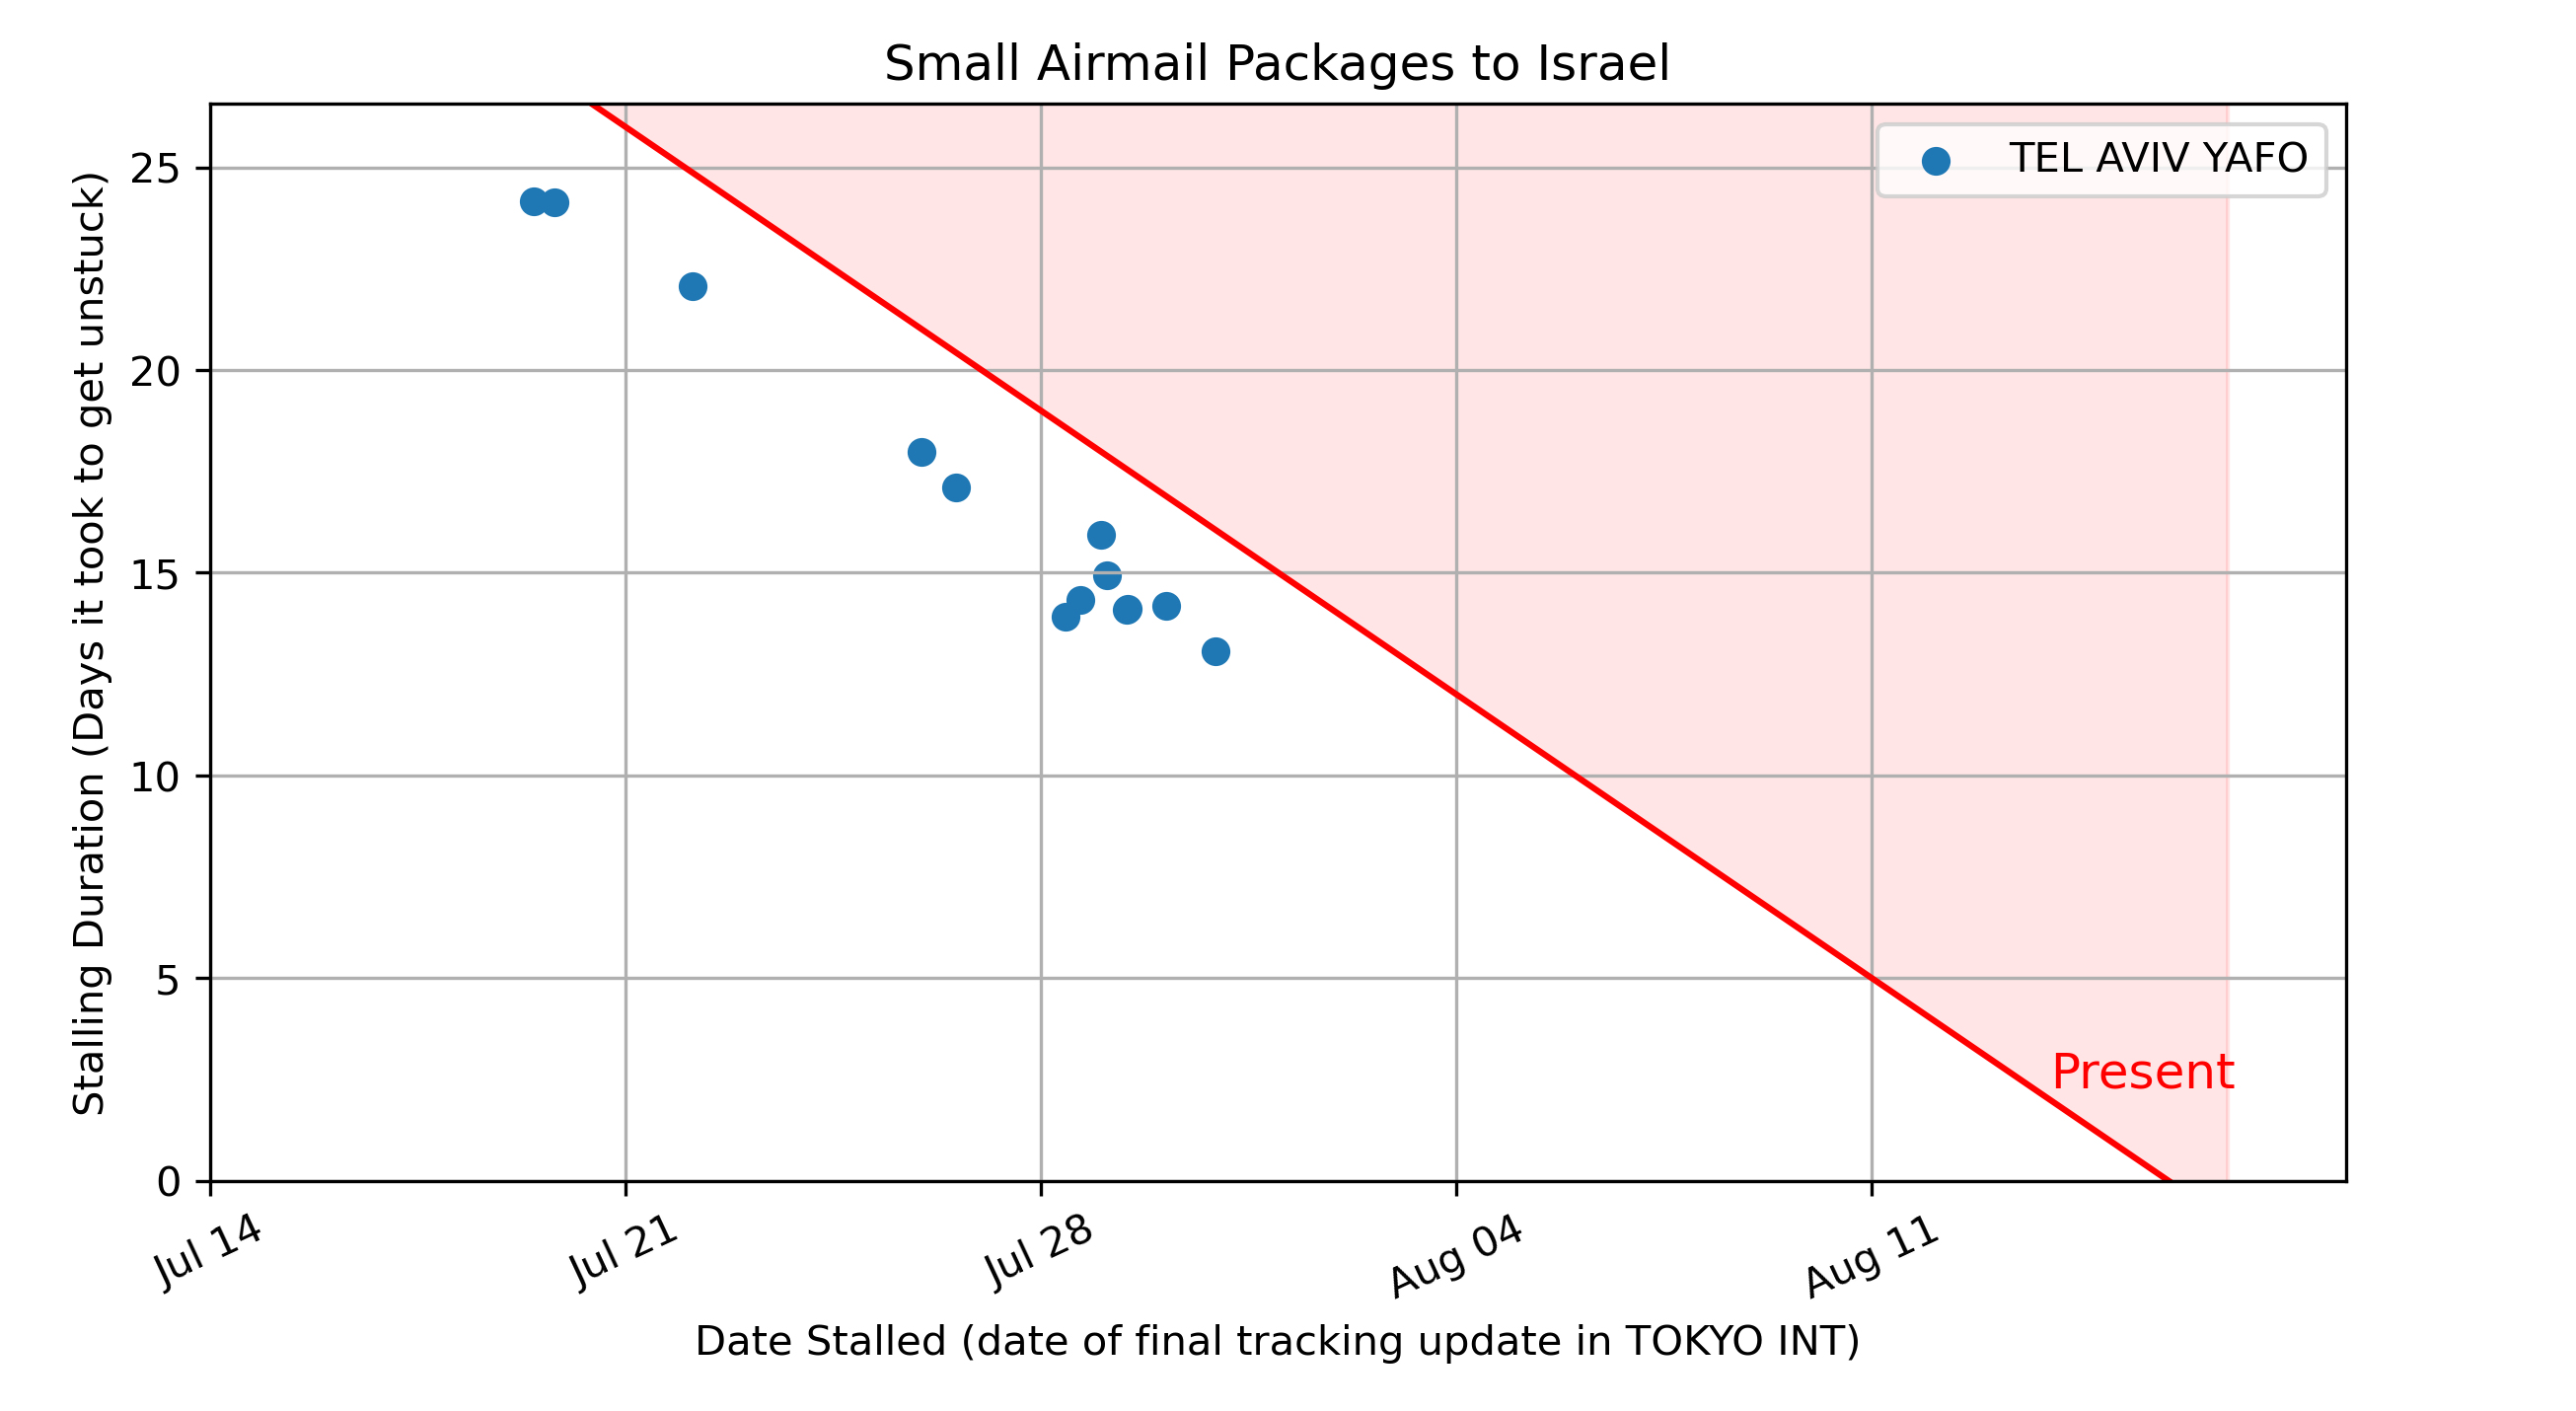 Small Airmail Packages to Israel
TEL AVIV YAFO
Stalling Duration (Days it took to get unstuck)
25
20
15
10
5
0
Present
Jul 14
Jul 21
Jul 28
Aug 04
Aug 11
Date Stalled (date of final tracking update in TOKYO INT)